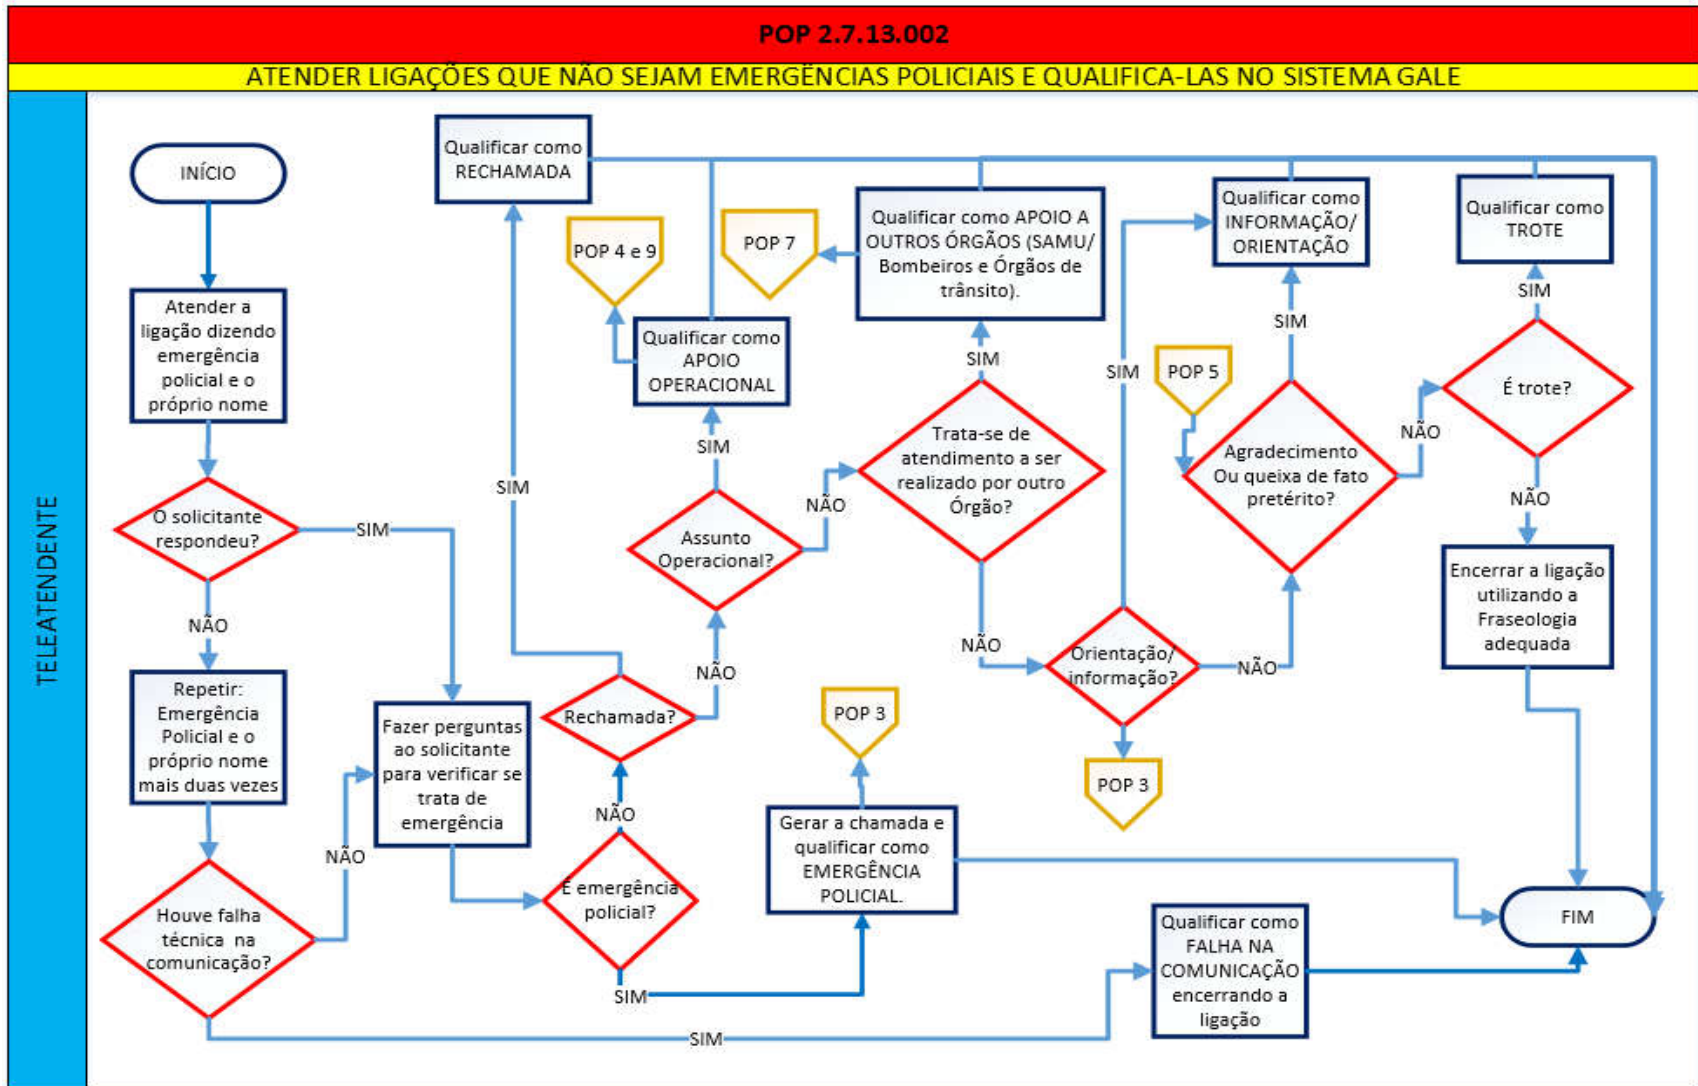 POP 2.7.13.002
ATENDER LIGAÇÕES QUE NÃO SEJAM EMERGÊNCIAS POLICIAIS E QUALIFICA-LAS NO SISTEMA GALE
TELEATENDENTE
INÍCIO
Atender a
ligação dizendo
emergência
policial e o
próprio nome
O solicitante
respondeu?
SIM
NÃO
Repetir:
Emergência
Policial e o
próprio nome
mais duas vezes
Houve falha
técnica na
comunicação?
NÃO
SIM
Fazer perguntas
ao solicitante
para verificar se
trata de
emergência
É emergência
policial?
NÃO
SIM
Rechamada?
SIM
NÃO
Qualificar como
RECHAMADA
Assunto
Operacional?
SIM
NÃO
Qualificar como
APOIO
OPERACIONAL
POP 4 e 9
Trata-se de
atendimento a ser
realizado por outro
Órgão?
SIM
NÃO
Qualificar como APOIO A
OUTROS ÓRGÃOS (SAMU/
Bombeiros e Órgãos de
trânsito).
POP 7
Orientação/
informação?
SIM
NÃO
POP 3
Qualificar como
INFORMAÇÃO/
ORIENTAÇÃO
POP 5
Agradecimento
Ou queixa de fato
pretérito?
SIM
NÃO
É trote?
SIM
NÃO
Qualificar como
TROTE
Encerrar a ligação
utilizando a
Fraseologia
adequada
POP 3
Gerar a chamada e
qualificar como
EMERGÊNCIA
POLICIAL.
Qualificar como
FALHA NA
COMUNICAÇÃO
encerrando a
ligação
FIM